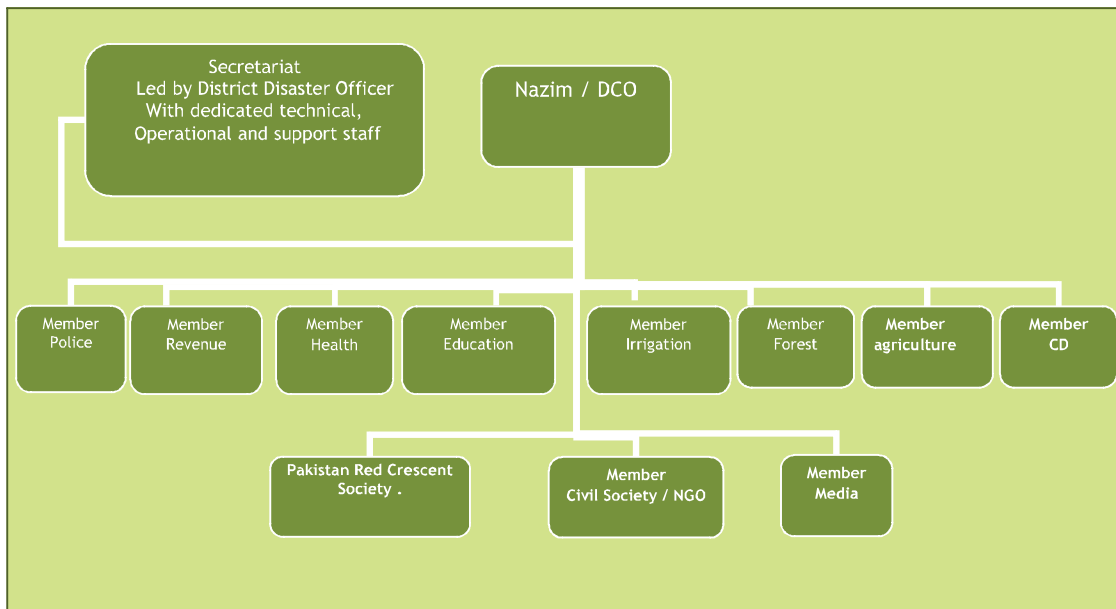 Secretariat
Led by District Disaster Officer
With dedicated technical,
Operational and support staff
Nazim / DCO
Member
Police
Member
Revenue
Member
Health
Member
Education
Member
Irrigation
Member
Forest
Member
agriculture
Member
CD
Pakistan Red Crescent
Society .
Member
Civil Society / NGO
Member
Media